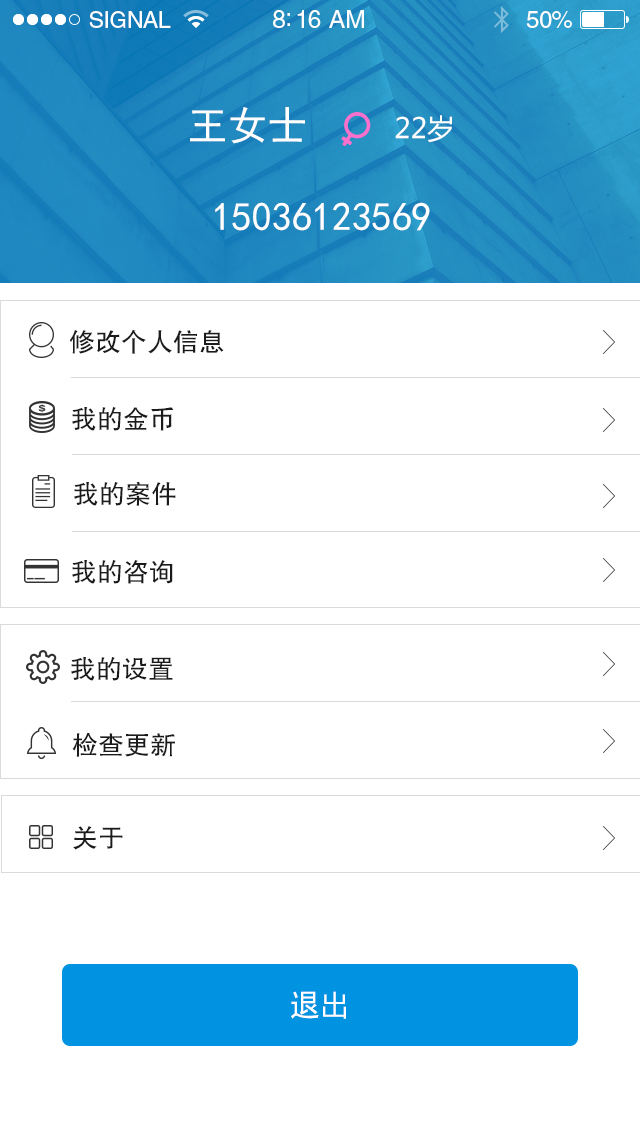 SIGNAL 8:16 AM 50%
王女士 22岁
15036123569
修改个人信息
我的金币
我的案件
我的咨询
我的设置
检查更新
关于
退出